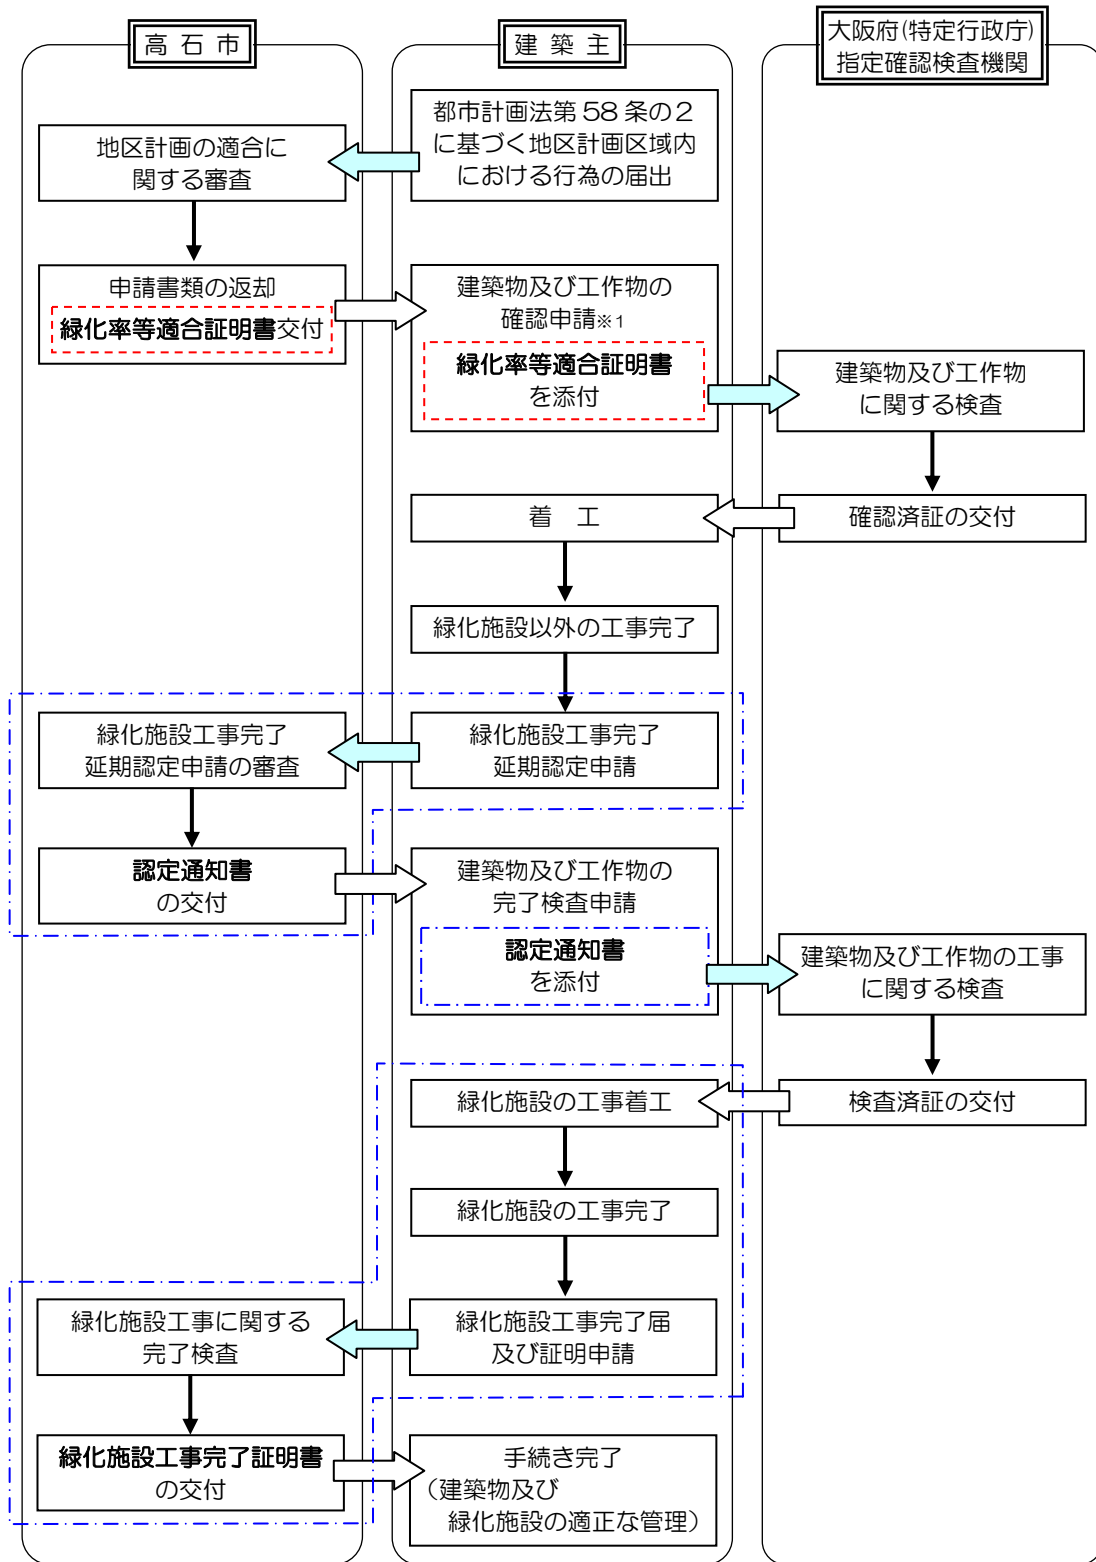 高 石 市
建 築 主
大阪府(特定行政庁)
指定確認検査機関
都市計画法第 58 条の２
に基づく地区計画区域内
における行為の届出
地区計画の適合に
関する審査
申請書類の返却
緑化率等適合証明書交付
建築物及び工作物の
確認申請※1
緑化率等適合証明書
を添付
建築物及び工作物
に関する検査
確認済証の交付
着　工
緑化施設以外の工事完了
緑化施設工事完了
延期認定申請
緑化施設工事完了
延期認定申請の審査
認定通知書
の交付
建築物及び工作物の
完了検査申請
認定通知書
を添付
建築物及び工作物の工事
に関する検査
検査済証の交付
緑化施設の工事着工
緑化施設の工事完了
緑化施設工事完了届
及び証明申請
緑化施設工事に関する
完了検査
緑化施設工事完了証明書
の交付
手続き完了
（建築物及び
緑化施設の適正な管理）